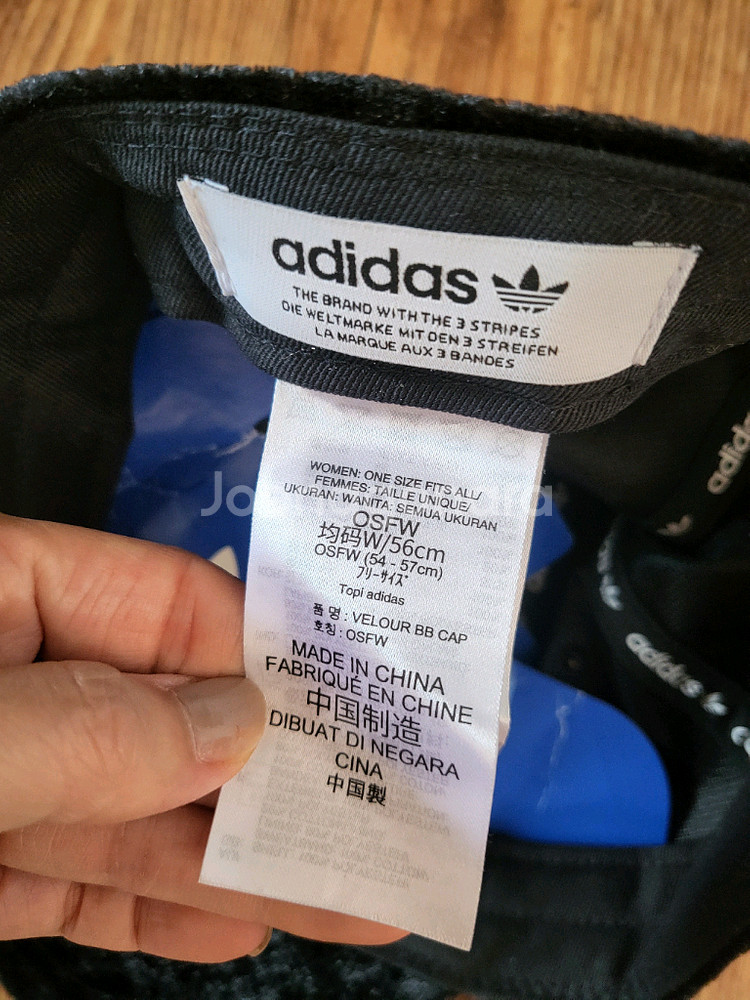 adidas
THE BRAND WITH THE 3 STRIPES
DIE WELTMARKE MIT DEN 3 STREIFEN
LA MARQUE AUX 3 BANDES
WOMEN: ONE SIZE FITS ALL/
FEMMES: TAILLE UNIQUE/
UKURAN: WANITA: SEMUA UKURAN
OSFW
均码W/56cm
OSFW (54 - 57cm)
フリーサイズ
Topi adidas
품 명 : VELOUR BB CAP
호칭 : OSFW
MADE IN CHINA
FABRIQUÉ EN CHINE
中国制造
DIBUAT DI NEGARA
CINA
中國製
adidas
adidas